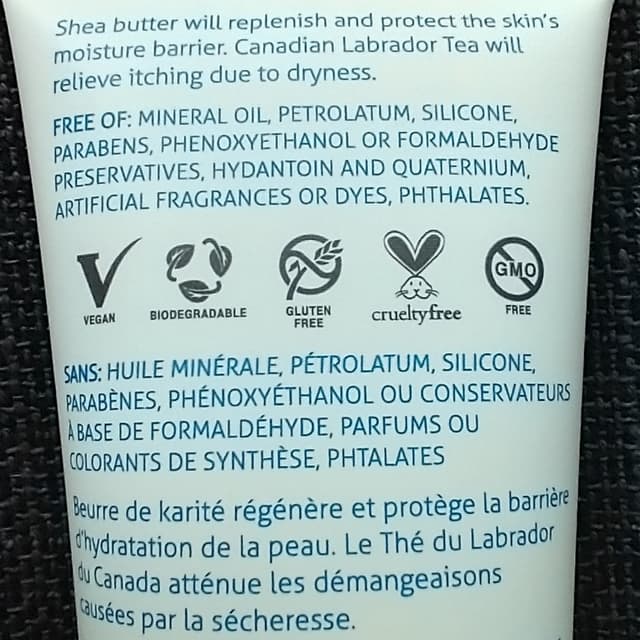 Shea butter will replenish and protect the skin's
moisture barrier. Canadian Labrador Tea will
relieve itching due to dryness.
FREE OF: MINERAL OIL, PETROLATUM, SILICONE,
PARABENS, PHENOXYETHANOL OR FORMALDEHYDE
PRESERVATIVES, HYDANTOIN AND QUATERNIUM,
ARTIFICIAL FRAGRANCES OR DYES, PHTHALATES.
VEGAN
BIODEGRADABLE
GLUTEN
FREE
crueltyfree
GMO
FREE
SANS: HUILE MINÉRALE, PÉTROLATUM, SILICONE,
PARABÈNES, PHÉNOXYÉTHANOL OU CONSERVATEURS
À BASE DE FORMALDÉHYDE, PARFUMS OU
COLORANTS DE SYNTHÈSE, PHTALATES
Beurre de karité régénère et protège la barrière
d'hydratation de la peau. Le Thé du Labrador
du Canada atténue les démangeaisons
causées par la sécheresse.